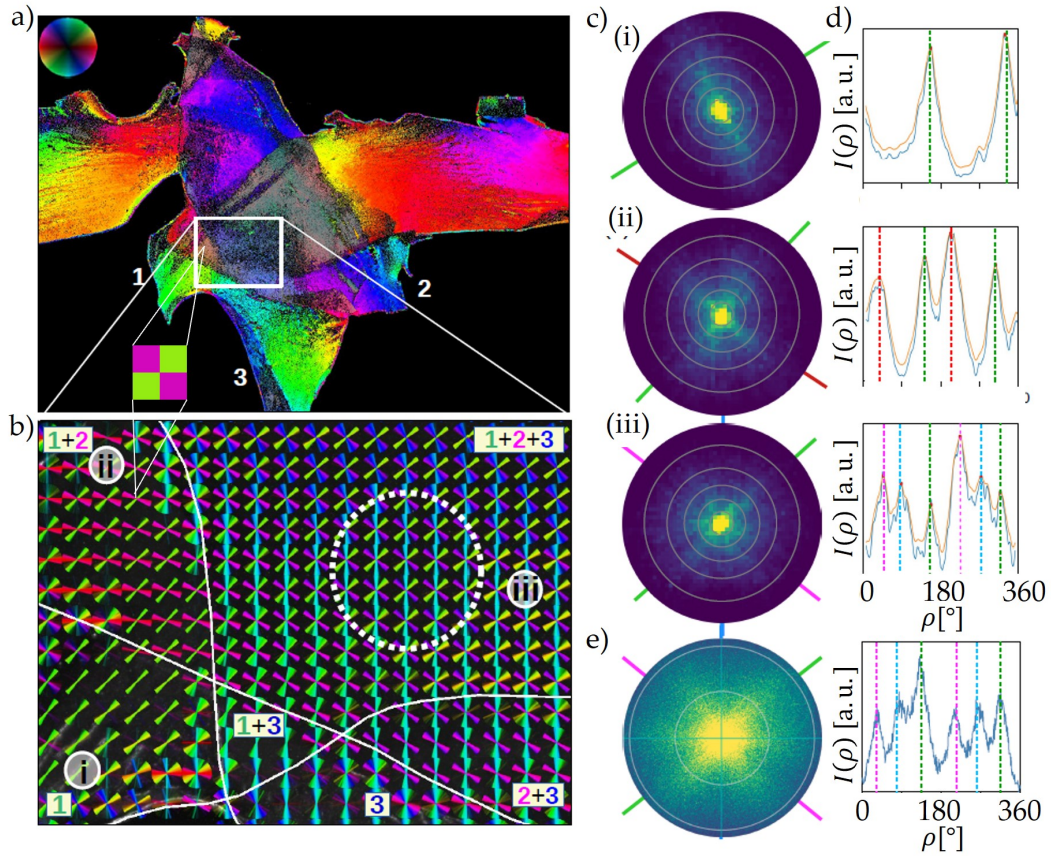 a)
1
2
3
b)
1+2
ii
1+2+3
iii
1+3
i
1
3
2+3
c)
(i)
(ii)
(iii)
e)
d)
I(ρ) [a.u.]
I(ρ) [a.u.]
I(ρ) [a.u.]
0 180 360
ρ[°]
I(ρ) [a.u.]
0 180 360
ρ[°]